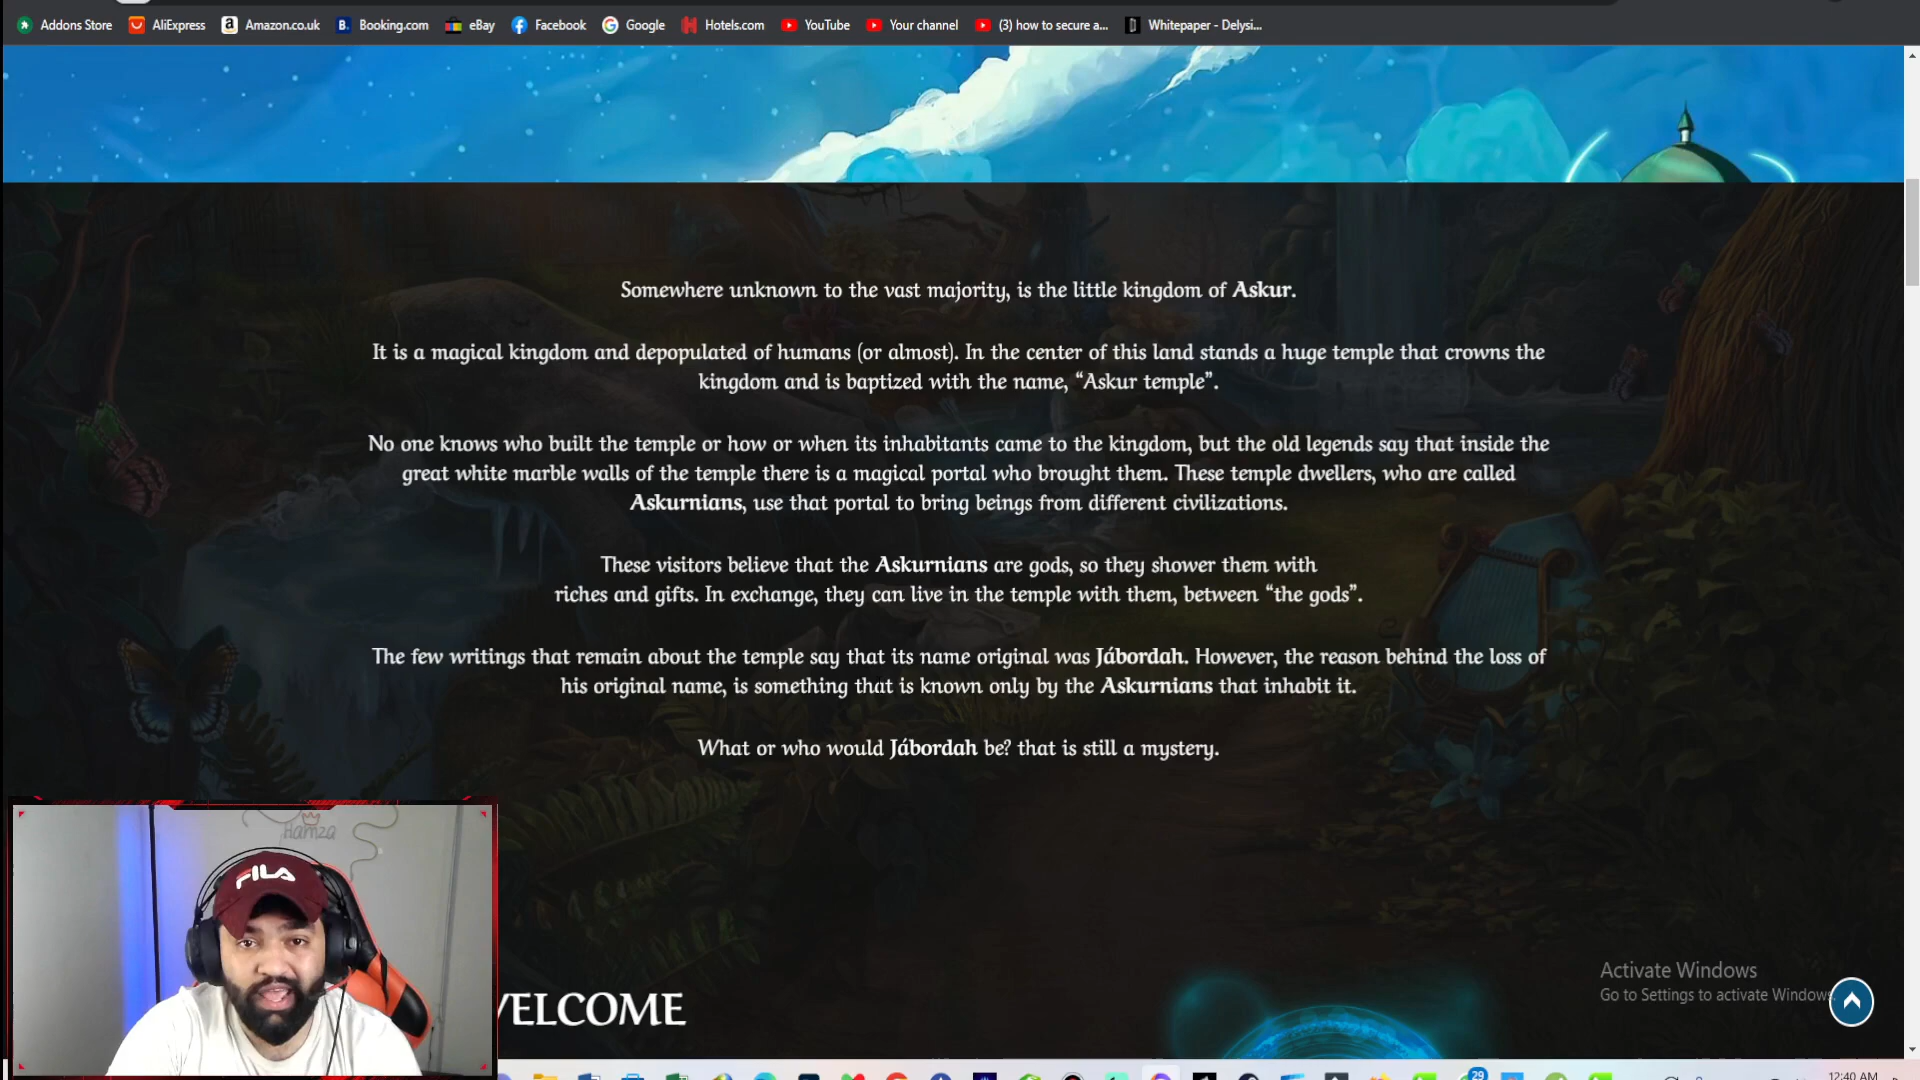 Addons Store AliExpress Amazon.co.uk Booking.com eBay Facebook Google Hotels.com YouTube Your channel (3) how to secure a... Whitepaper - Delysi...
Somewhere unknown to the vast majority, is the little kingdom of Askur.
It is a magical kingdom and depopulated of humans (or almost). In the center of this land stands a huge temple that crowns the
kingdom and is baptized with the name, “Askur temple”.
No one knows who built the temple or how or when its inhabitants came to the kingdom, but the old legends say that inside the
great white marble walls of the temple there is a magical portal who brought them. These temple dwellers, who are called
Askurnians, use that portal to bring beings from different civilizations.
These visitors believe that the Askurnians are gods, so they shower them with
riches and gifts. In exchange, they can live in the temple with them, between “the gods”.
The few writings that remain about the temple say that its name original was Jábordah. However, the reason behind the loss of
his original name, is something that is known only by the Askurnians that inhabit it.
What or who would Jábordah be? that is still a mystery.
Hamza
FILA
VELCOME
Activate Windows
Go to Settings to activate Windows.
29
12:40 AM